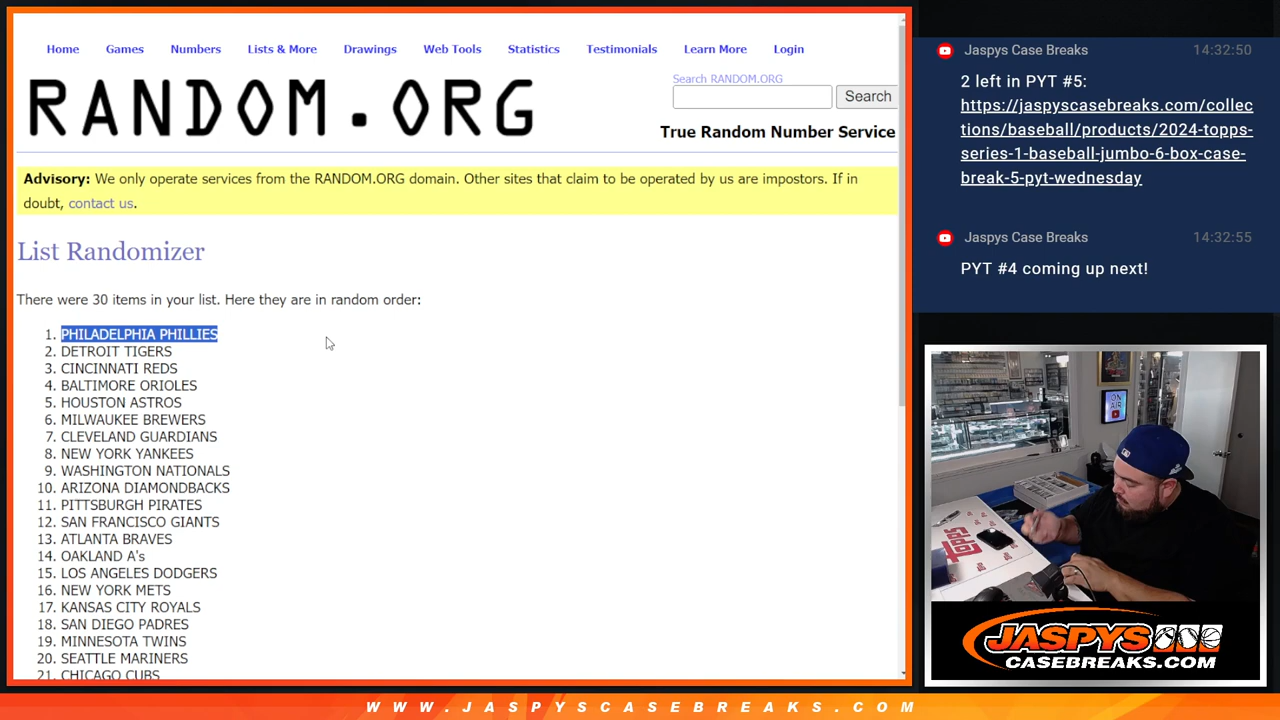 Home Games Numbers Lists & More Drawings Web Tools Statistics Testimonials Learn More Login
RANDOM.ORG
Search RANDOM.ORG
Search
True Random Number Service
Advisory: We only operate services from the RANDOM.ORG domain. Other sites that claim to be operated by us are impostors. If in
doubt, contact us.
List Randomizer
There were 30 items in your list. Here they are in random order:
1. PHILADELPHIA PHILLIES
2. DETROIT TIGERS
3. CINCINNATI REDS
4. BALTIMORE ORIOLES
5. HOUSTON ASTROS
6. MILWAUKEE BREWERS
7. CLEVELAND GUARDIANS
8. NEW YORK YANKEES
9. WASHINGTON NATIONALS
10. ARIZONA DIAMONDBACKS
11. PITTSBURGH PIRATES
12. SAN FRANCISCO GIANTS
13. ATLANTA BRAVES
14. OAKLAND A's
15. LOS ANGELES DODGERS
16. NEW YORK METS
17. KANSAS CITY ROYALS
18. SAN DIEGO PADRES
19. MINNESOTA TWINS
20. SEATTLE MARINERS
21. CHICAGO CUBS
Jaspys Case Breaks 14:32:50
2 left in PYT #5:
https://jaspyscasebreaks.com/collec
tions/baseball/products/2024-topps-
series-1-baseball-jumbo-6-box-case-
break-5-pyt-wednesday
Jaspys Case Breaks 14:32:55
PYT #4 coming up next!
ON
AIR
topps
JASPYS
CASEBREAKS.COM
WWW.JASPYSCASEBREAKS.COM